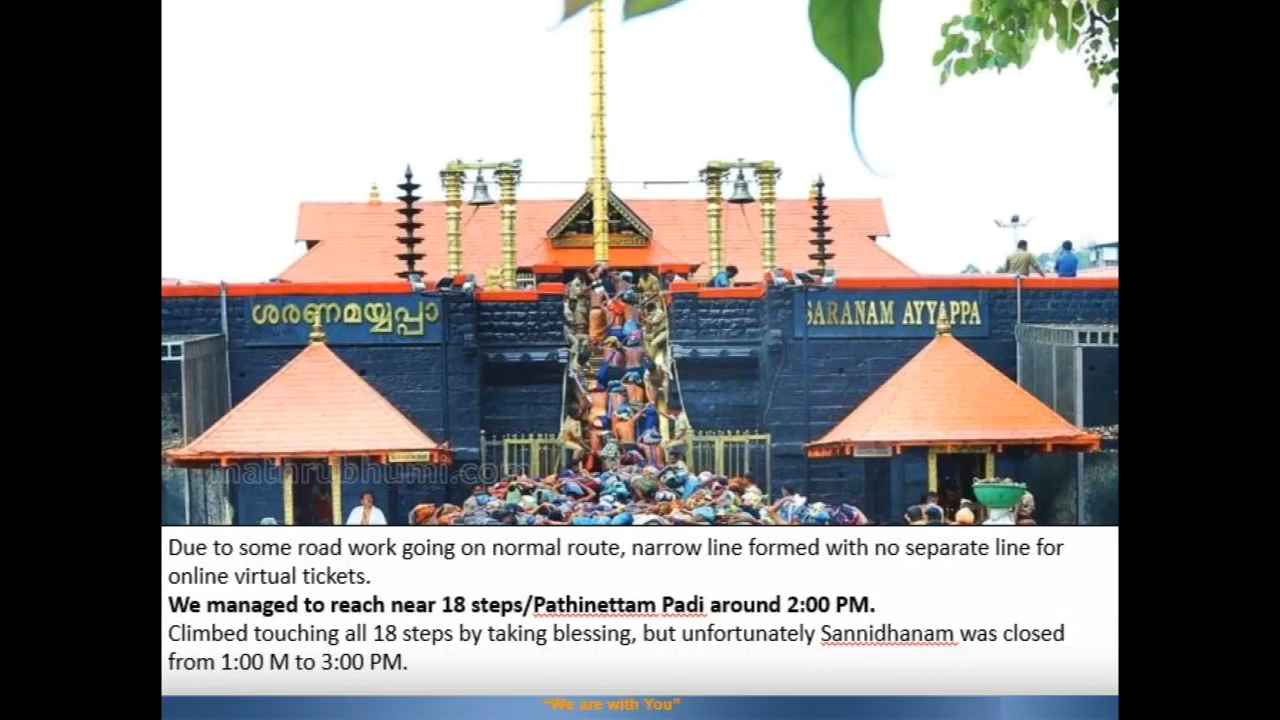 ശരണമയ്യപ്പാ
SARANAM AYYAPPA
mathrubhumi.com
Due to some road work going on normal route, narrow line formed with no separate line for
online virtual tickets.
We managed to reach near 18 steps/Pathinettam Padi around 2:00 PM.
Climbed touching all 18 steps by taking blessing, but unfortunately Sannidhanam was closed
from 1:00 M to 3:00 PM.
“We are with You”